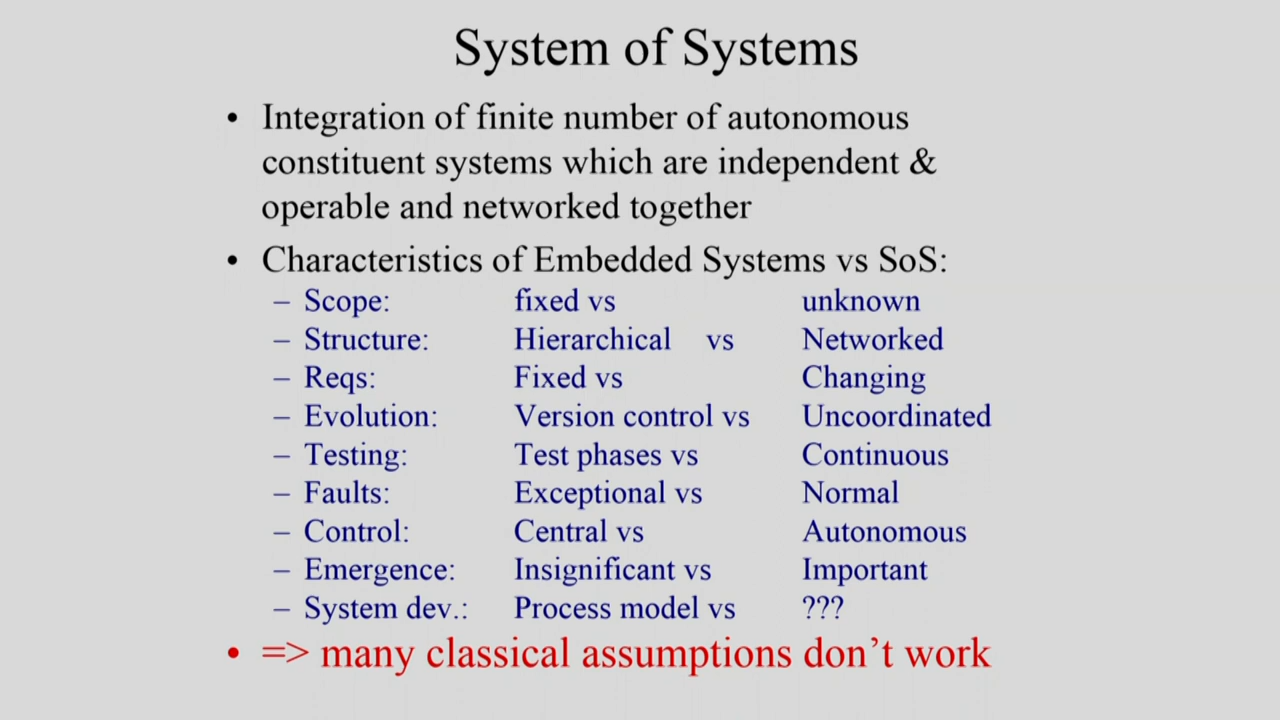 System of Systems
• Integration of finite number of autonomous
constituent systems which are independent &
operable and networked together
• Characteristics of Embedded Systems vs SoS:
– Scope: fixed vs unknown
– Structure: Hierarchical vs Networked
– Reqs: Fixed vs Changing
– Evolution: Version control vs Uncoordinated
– Testing: Test phases vs Continuous
– Faults: Exceptional vs Normal
– Control: Central vs Autonomous
– Emergence: Insignificant vs Important
– System dev.: Process model vs ???
• => many classical assumptions don’t work